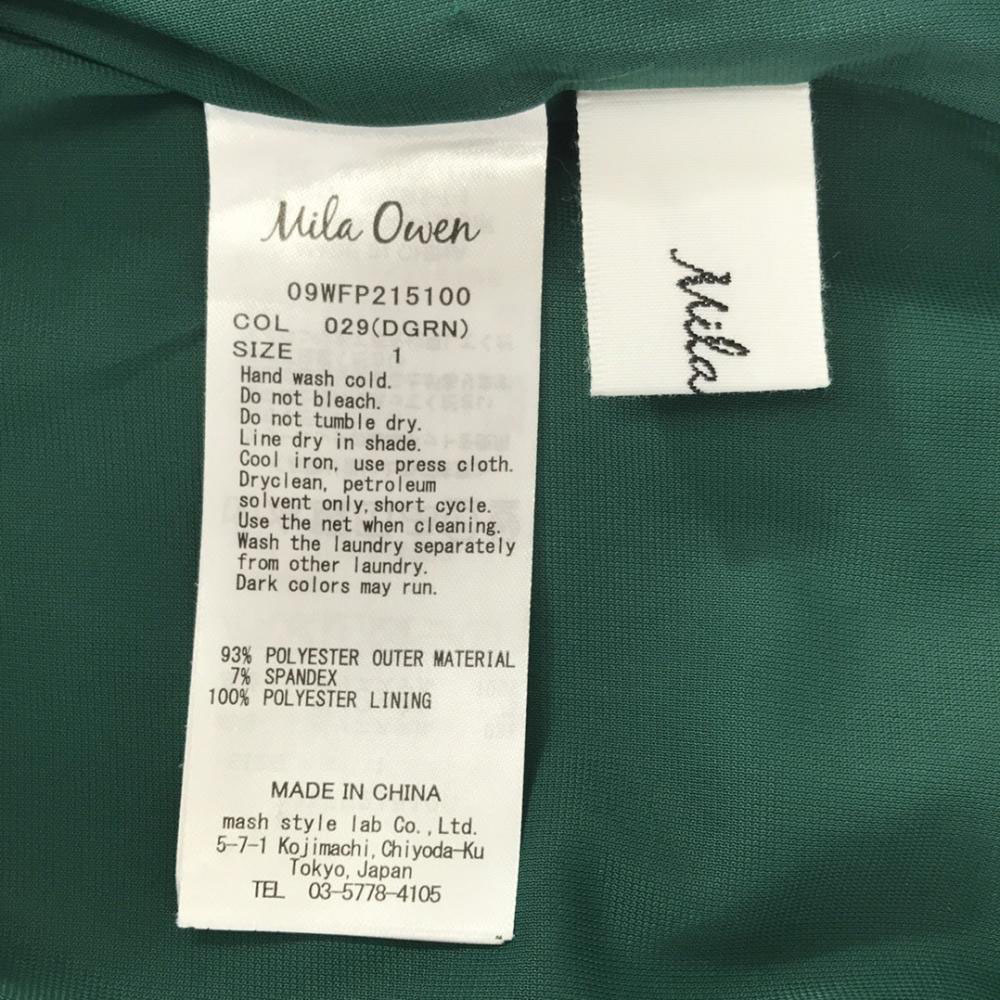 Mila Owen
09WFP215100
COL 029(DGRN)
SIZE 1
Hand wash cold.
Do not bleach.
Do not tumble dry.
Line dry in shade.
Cool iron, use press cloth.
Dryclean, petroleum
solvent only, short cycle.
Use the net when cleaning.
Wash the laundry separately
from other laundry.
Dark colors may run.
93% POLYESTER OUTER MATERIAL
7% SPANDEX
100% POLYESTER LINING
MADE IN CHINA
mash style lab Co.,Ltd.
5-7-1 Kojimachi,Chiyoda-Ku
Tokyo, Japan
TEL 03-5778-4105
Mila